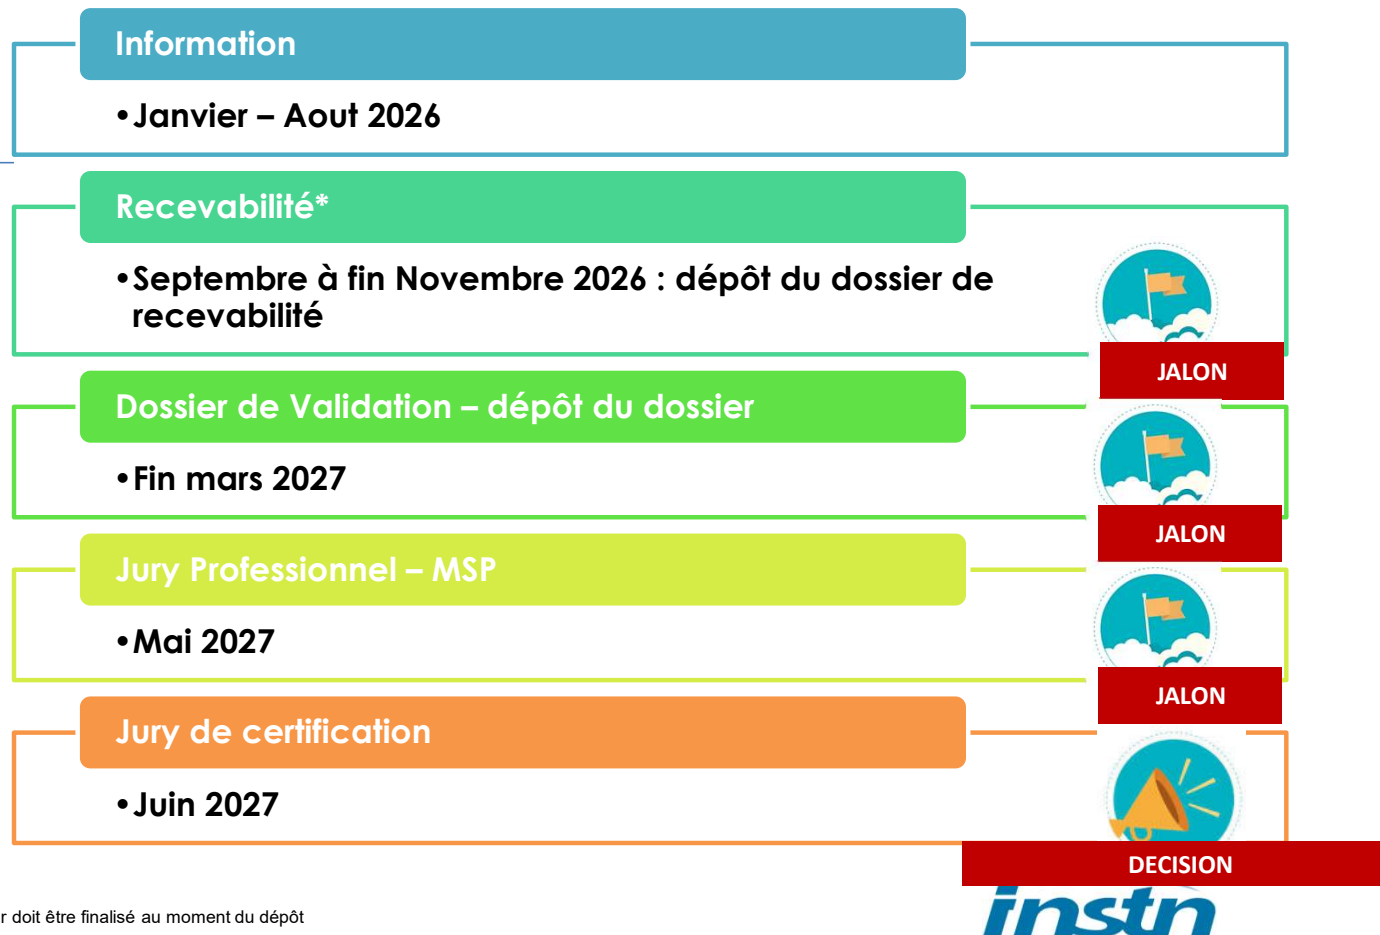 Information
•Janvier – Aout 2026
Recevabilité*
•Septembre à fin Novembre 2026 : dépôt du dossier de
recevabilité
JALON
Dossier de Validation – dépôt du dossier
•Fin mars 2027
JALON
Jury Professionnel – MSP
•Mai 2027
JALON
Jury de certification
•Juin 2027
DECISION
r doit être finalisé au moment du dépôt
instn